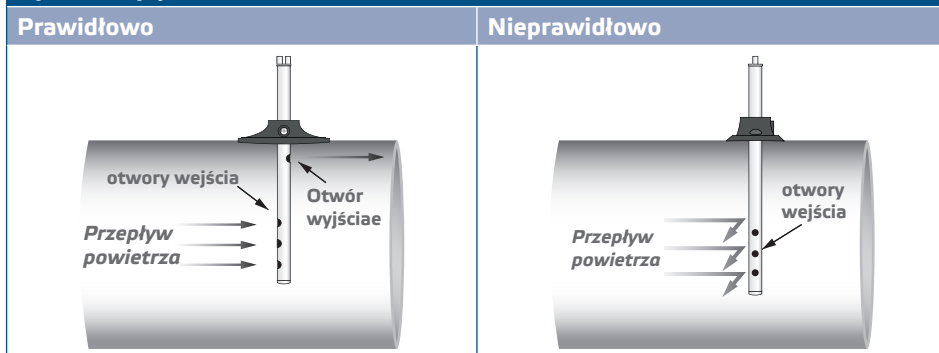 Prawidłowo
Nieprawidłowo
otwory wejścia
Otwór
wyjściae
Przepływ
powietrza
otwory
wejścia
Przepływ
powietrza